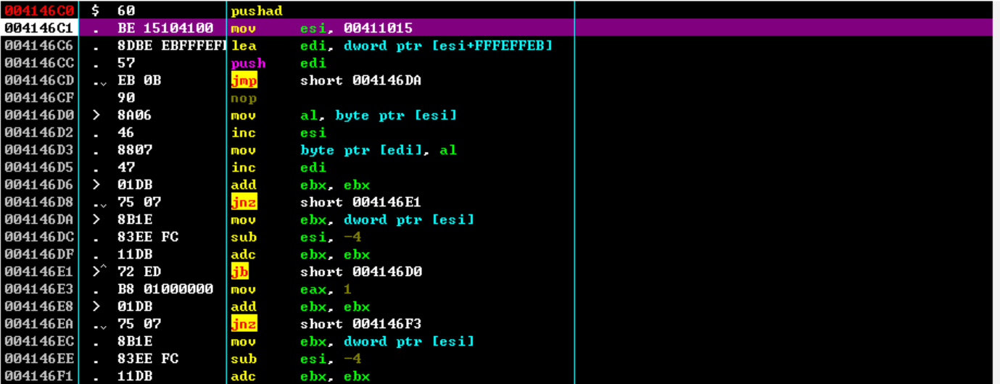 004146C0 $ 60 pushad
004146C1 . BE 15104100 mov esi, 00411015
004146C6 . 8DBE EBFFFEFF lea edi, dword ptr [esi+FFFEFFEB]
004146CC . 57 push edi
004146CD .v EB 0B jmp short 004146DA
004146CF 90 nop
004146D0 > 8A06 mov al, byte ptr [esi]
004146D2 . 46 inc esi
004146D3 . 8807 mov byte ptr [edi], al
004146D5 . 47 inc edi
004146D6 > 01DB add ebx, ebx
004146D8 .v 75 07 jnz short 004146E1
004146DA > 8B1E mov ebx, dword ptr [esi]
004146DC . 83EE FC sub esi, -4
004146DF . 11DB adc ebx, ebx
004146E1 >^ 72 ED jb short 004146D0
004146E3 . B8 01000000 mov eax, 1
004146E8 > 01DB add ebx, ebx
004146EA .v 75 07 jnz short 004146F3
004146EC . 8B1E mov ebx, dword ptr [esi]
004146EE . 83EE FC sub esi, -4
004146F1 . 11DB adc ebx, ebx